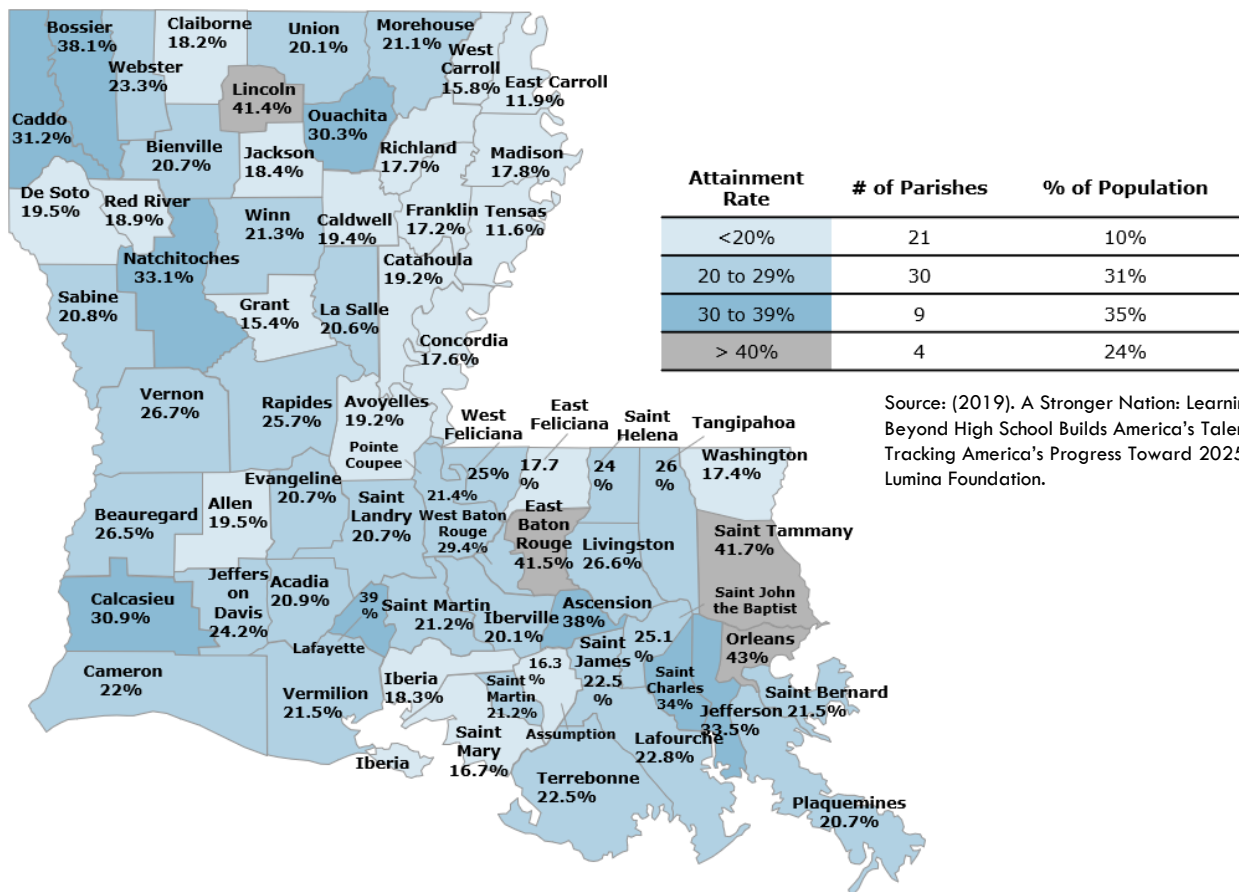 Bossier
38.1%
Claiborne
18.2%
Union
20.1%
Morehouse
21.1%
West
Carroll
15.8%
East Carroll
11.9%
Webster
23.3%
Lincoln
41.4%
Caddo
31.2%
Ouachita
30.3%
Bienville
20.7%
Jackson
18.4%
Richland
17.7%
Madison
17.8%
De Soto
19.5%
Red River
18.9%
Winn
21.3%
Caldwell
19.4%
Franklin
17.2%
Tensas
11.6%
Natchitoches
33.1%
Catahoula
19.2%
Sabine
20.8%
Grant
15.4%
La Salle
20.6%
Concordia
17.6%
Vernon
26.7%
Rapides
25.7%
Avoyelles
19.2%
West
Feliciana
25%
East
Feliciana
17.7
%
Saint
Helena
24
%
Tangipahoa
26
%
Washington
17.4%
Pointe
Coupee
21.4%
Evangeline
20.7%
Allen
19.5%
Beauregard
26.5%
Saint
Landry
20.7%
West Baton
Rouge
29.4%
East
Baton
Rouge
41.5%
Livingston
26.6%
Saint Tammany
41.7%
Calcasieu
30.9%
Jeffers
on
Davis
24.2%
Acadia
20.9%
39
%
Lafayette
Saint Martin
21.2%
Iberville
20.1%
Ascension
38%
Saint John
the Baptist
25.1
%
Orleans
43%
Cameron
22%
Vermilion
21.5%
Iberia
18.3%
Saint
Martin
21.2%
16.3
%
Assumption
Saint
James
22.5
%
Saint
Charles
34%
Jefferson
33.5%
Saint Bernard
21.5%
Iberia
Saint
Mary
16.7%
Lafourche
22.8%
Terrebonne
22.5%
Plaquemines
20.7%
Attainment
Rate
# of Parishes
% of Population
<20% 21 10%
20 to 29% 30 31%
30 to 39% 9 35%
> 40% 4 24%
Source: (2019). A Stronger Nation:
Beyond High School Builds America's
Tracking America's Progress Toward 2025
Lumina Foundation.